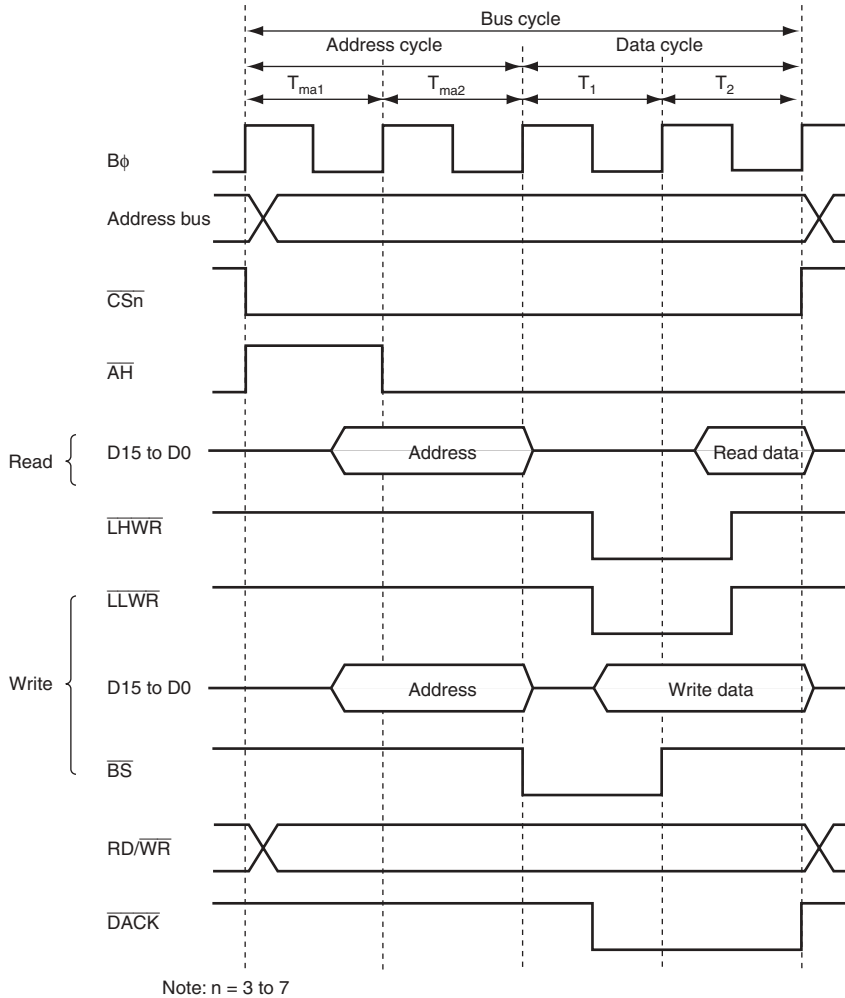 Bus cycle
Address cycle
Data cycle
Tma1
Tma2
T1
T2
Bϕ
Address bus
CSn
AH
Read
D15 to D0
Address
Read data
LHWR
LLWR
Write
D15 to D0
Address
Write data
BS
RD/WR
DACK
Note: n = 3 to 7